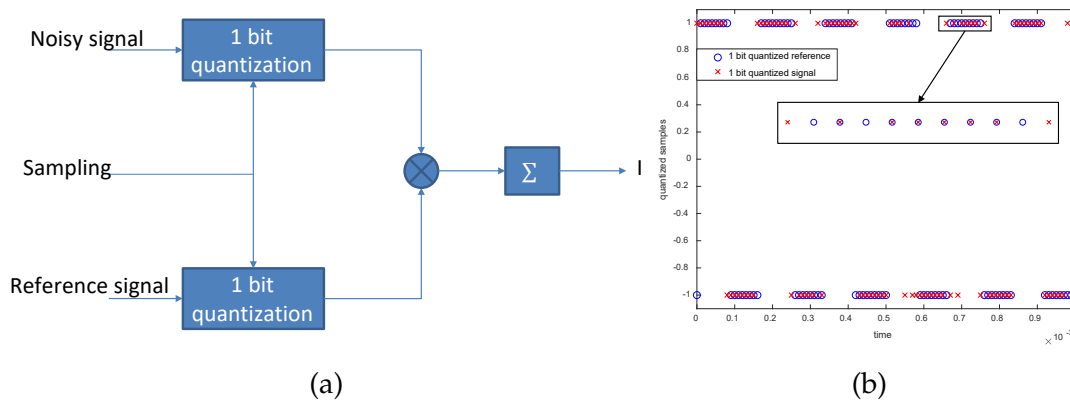 Noisy signal
1 bit
quantization
Sampling
Σ
I
Reference signal
1 bit
quantization
(a)
1
0.8
0.6
0.4
0.2
0
-0.2
-0.4
-0.6
-0.8
-1
quantized samples
1 bit quantized reference
1 bit quantized signal
0
0.1
0.2
0.3
0.4
0.5
0.6
0.7
0.8
0.9
time
× 10
(b)